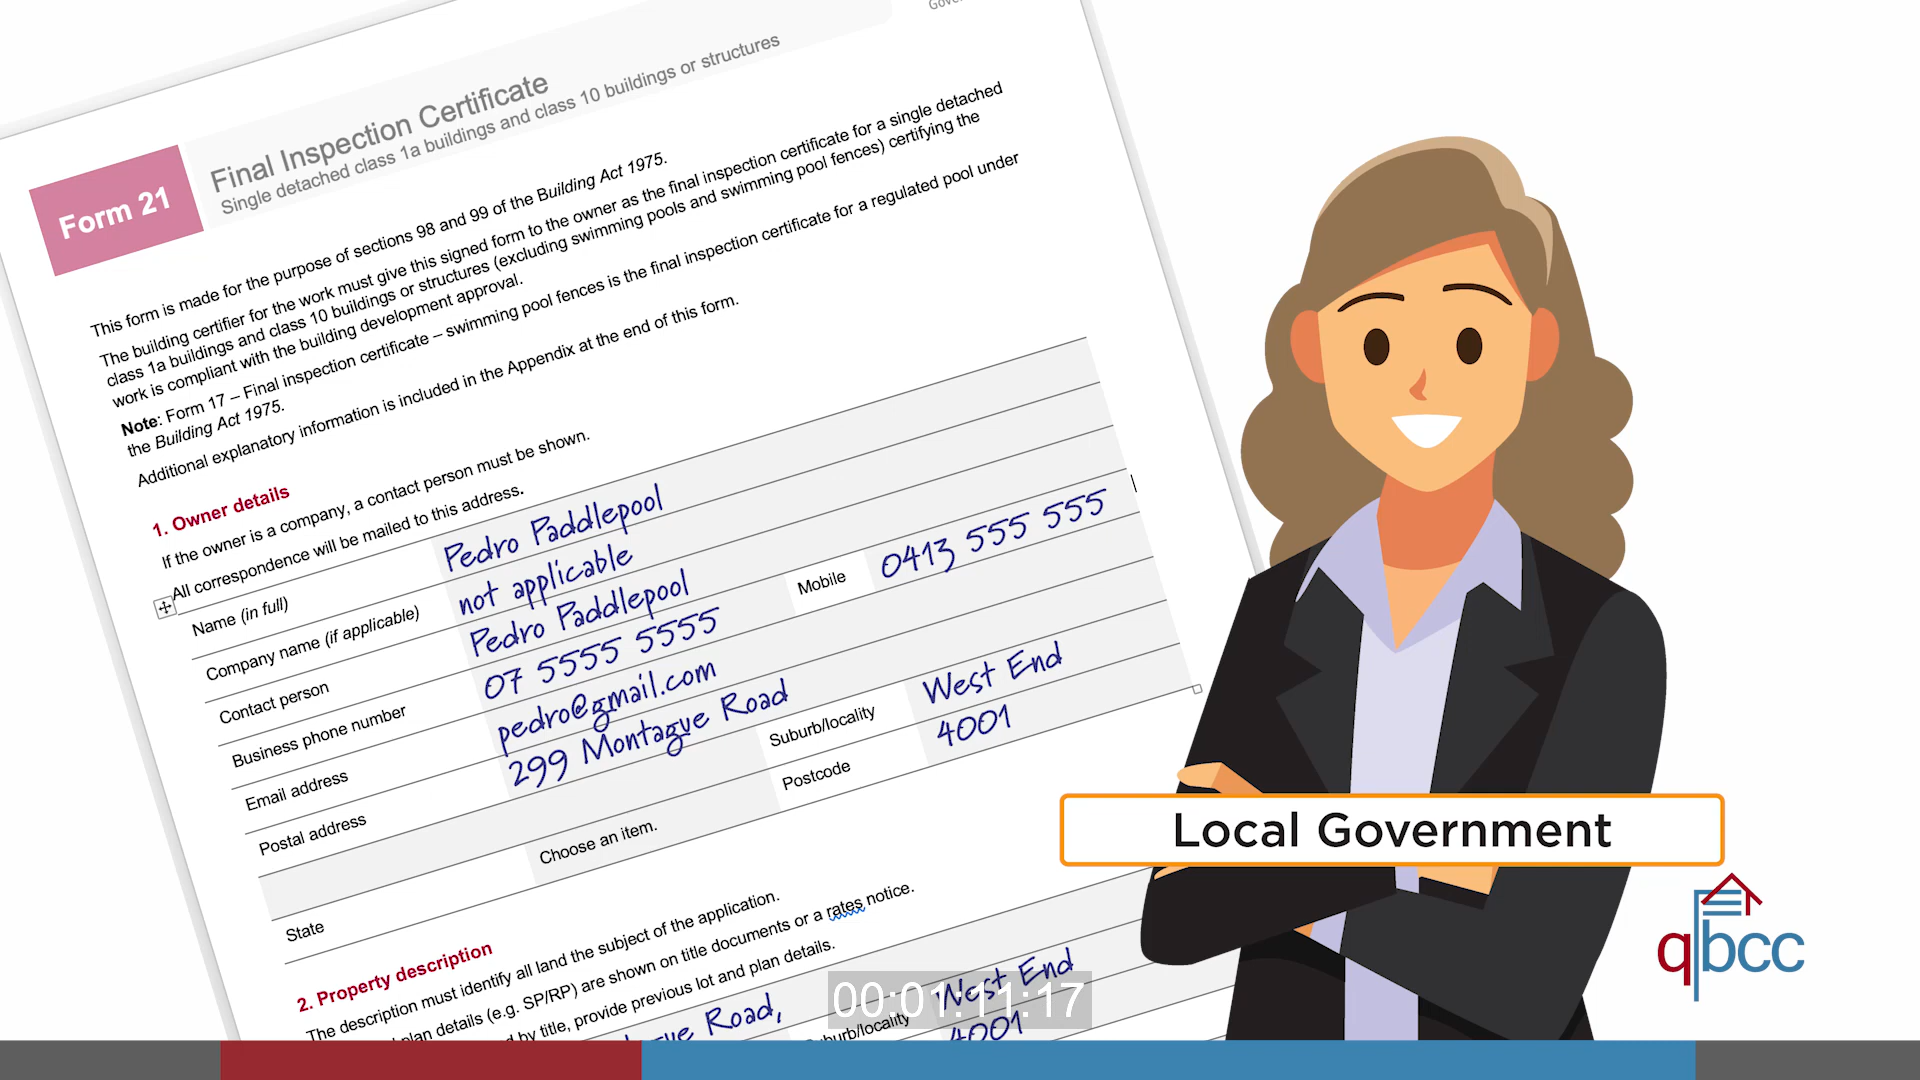 Form 21
Final Inspection Certificate
Single detached class 1a buildings and class 10 buildings or structures
This form is made for the purpose of sections 98 and 99 of the Building Act 1975.
The building certifier for the work must give this signed form to the owner as the final inspection certificate for a single detached
class 1a buildings and class 10 buildings or structures (excluding swimming pools and swimming pool fences) certifying the
work is compliant with the building development approval.
Note: Form 17 – Final inspection certificate – swimming pool fences is the final inspection certificate for a regulated pool under
the Building Act 1975.
Additional explanatory information is included in the Appendix at the end of this form.
1. Owner details
If the owner is a company, a contact person must be shown.
All correspondence will be mailed to this address.
Name (in full) Pedro Paddlepool
Company name (if applicable) not applicable
Contact person Pedro Paddlepool
Business phone number 07 5555 5555 Mobile 0413 555 555
Email address pedro@gmail.com
Postal address 299 Montague Road
Suburb/locality West End
State Choose an item. Postcode 4001
2. Property description
The description must identify all land the subject of the application.
plan details (e.g. SP/RP) are shown on title documents or a rates notice.
by title, provide previous lot and plan details.
Road, West End
4001
Local Government
qbcc
00:01:11:17